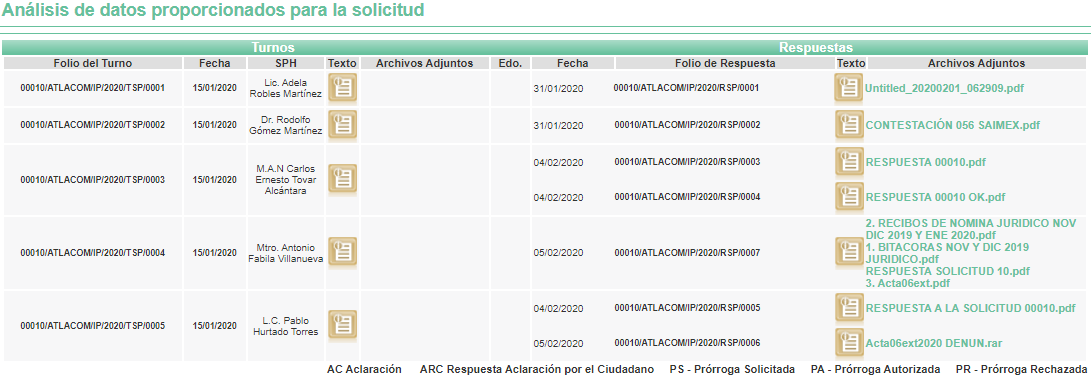 Análisis de datos proporcionados para la solicitud
Turnos Respuestas
Folio del Turno Fecha SPH Texto Archivos Adjuntos Edo. Fecha Folio de Respuesta Texto Archivos Adjuntos
00010/ATLACOM/IP/2020/TSP/0001 15/01/2020 Lic. Adela
Robles Martínez
31/01/2020 00010/ATLACOM/IP/2020/RSP/0001 Untitled_20200201_062909.pdf
00010/ATLACOM/IP/2020/TSP/0002 15/01/2020 Dr. Rodolfo
Gómez Martínez
31/01/2020 00010/ATLACOM/IP/2020/RSP/0002 CONTESTACIÓN 056 SAIMEX.pdf
00010/ATLACOM/IP/2020/TSP/0003 15/01/2020 M.A.N Carlos
Ernesto Tovar
Alcántara
04/02/2020 00010/ATLACOM/IP/2020/RSP/0003 RESPUESTA 00010.pdf
04/02/2020 00010/ATLACOM/IP/2020/RSP/0004 RESPUESTA 00010 OK.pdf
00010/ATLACOM/IP/2020/TSP/0004 15/01/2020 Mtro. Antonio
Fabila Villanueva
05/02/2020 00010/ATLACOM/IP/2020/RSP/0007 2. RECIBOS DE NOMINA JURIDICO NOV
DIC 2019 Y ENE 2020.pdf
1. BITACORAS NOV Y DIC 2019
JURIDICO.pdf
RESPUESTA SOLICITUD 10.pdf
3. Acta06ext.pdf
00010/ATLACOM/IP/2020/TSP/0005 15/01/2020 L.C. Pablo
Hurtado Torres
04/02/2020 00010/ATLACOM/IP/2020/RSP/0005 RESPUESTA A LA SOLICITUD 00010.pdf
05/02/2020 00010/ATLACOM/IP/2020/RSP/0006 Acta06ext2020 DENUN.rar
AC Aclaración ARC Respuesta Aclaración por el Ciudadano PS - Prórroga Solicitada PA - Prórroga Autorizada PR - Prórroga Rechazada